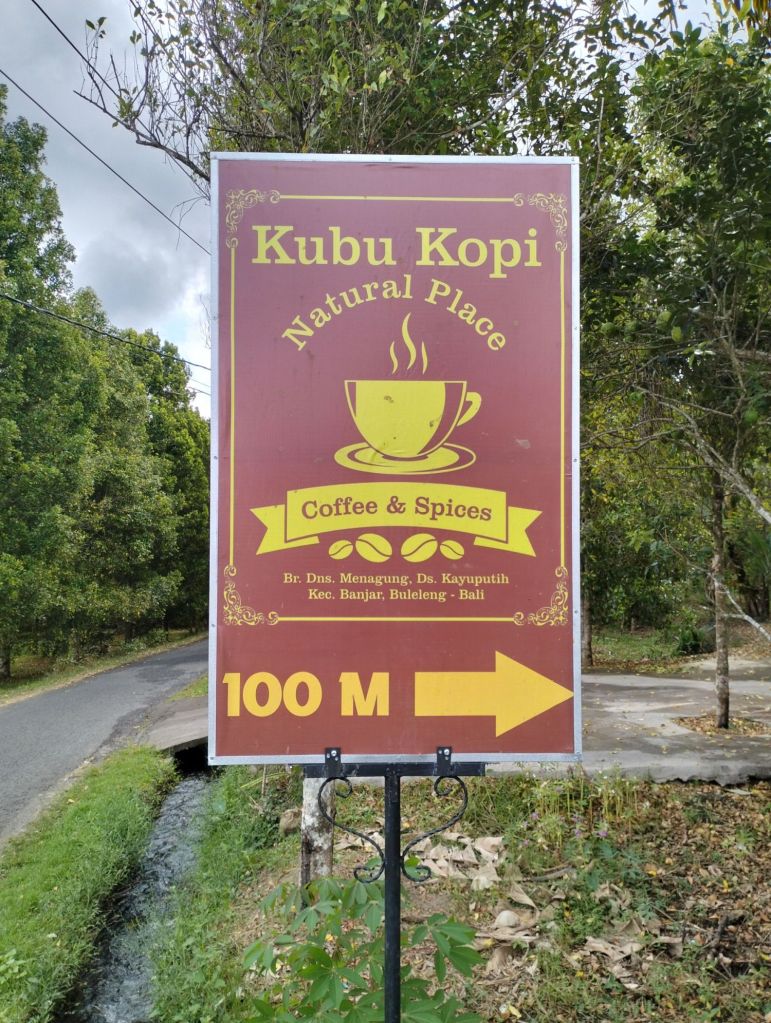 Kubu Kopi
Natural Place
Coffee & Spices
Br. Dns. Menagung, Ds. Kayuputih
Kec. Banjar, Buleleng - Bali
100 M